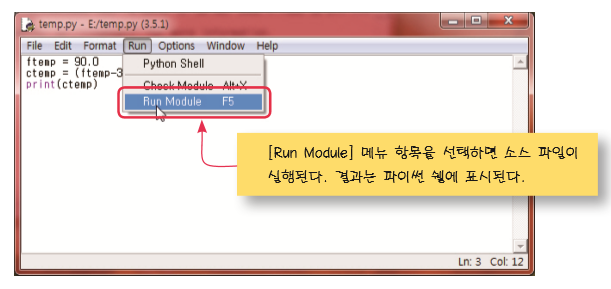 temp.py - E:/temp.py (3.5.1)
File Edit Format Run Options Window Help
ftemp = 90.0
ctemp = (ftemp-3
print(ctemp)
Python Shell
Check Module Alt+X
Run Module F5
[Run Module] 메뉴 항목을 선택하면 소스 파일이
실행된다. 결과는 파이썬 쉘에 표시된다.
Ln: 3 Col: 12